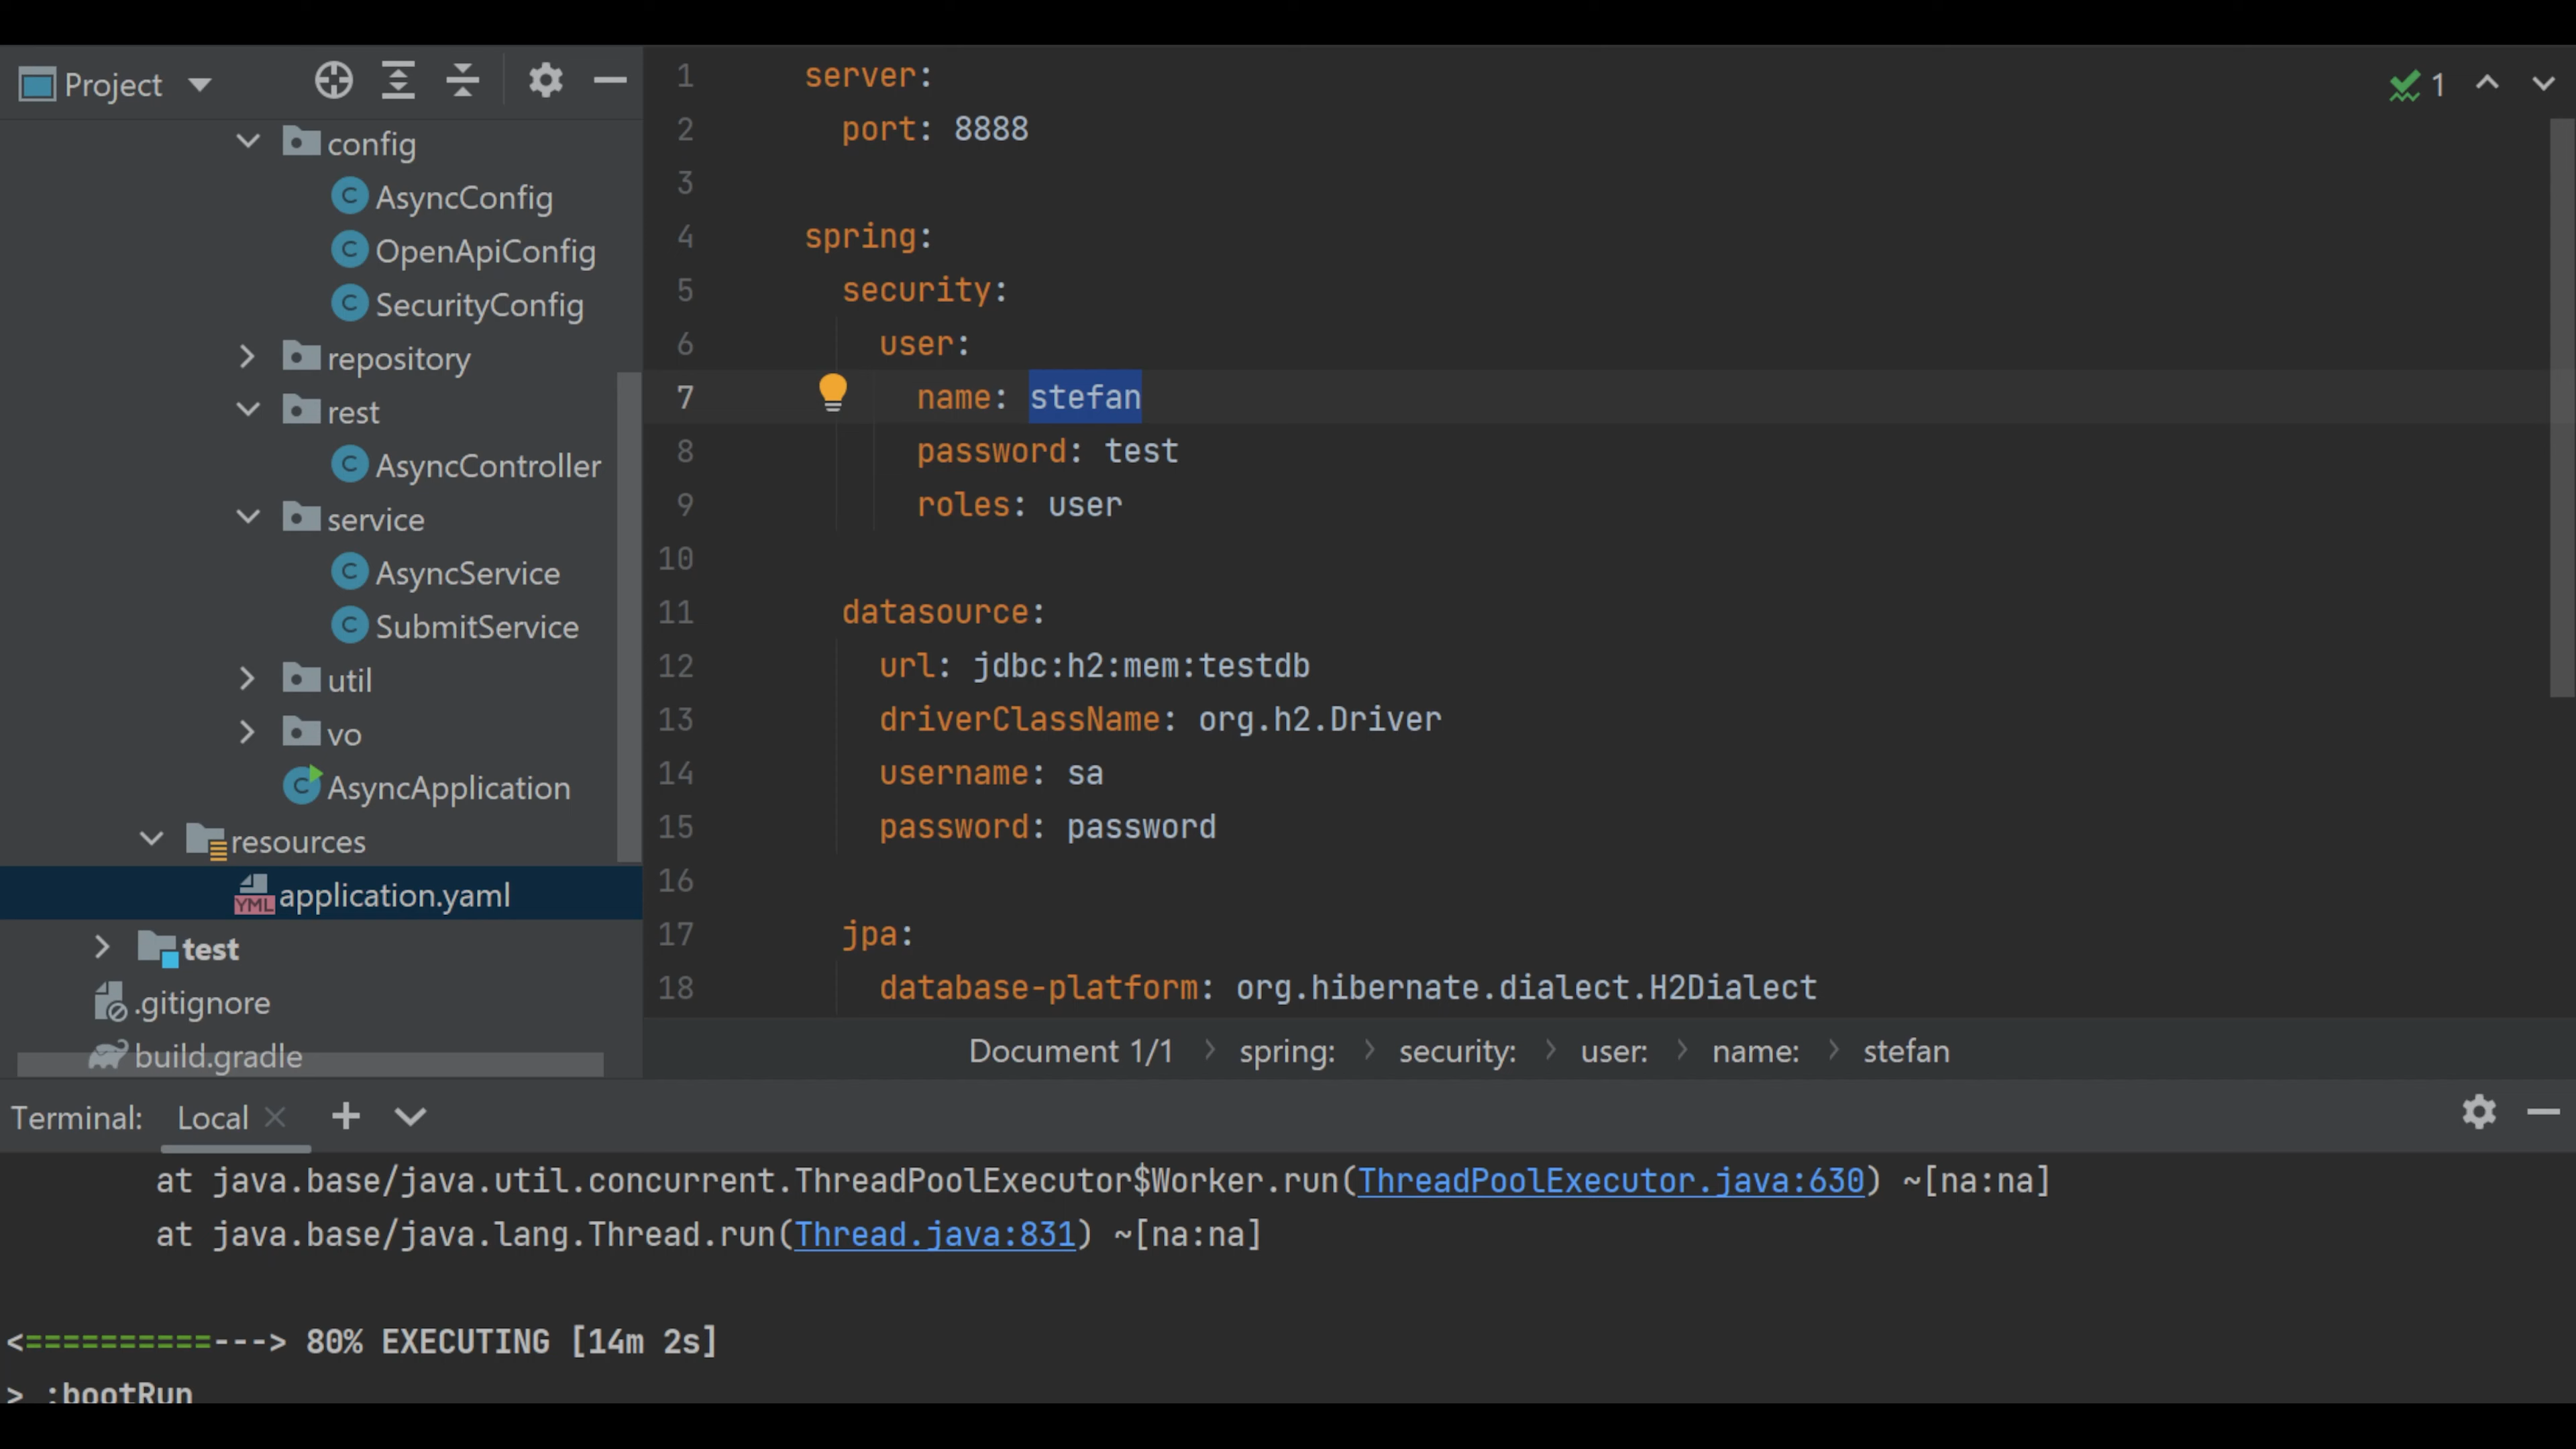 Project
config
AsyncConfig
OpenApiConfig
SecurityConfig
repository
rest
AsyncController
service
AsyncService
SubmitService
util
vo
AsyncApplication
resources
application.yaml
test
.gitignore
build.gradle
1 server:
2 port: 8888
3
4 spring:
5 security:
6 user:
7 name: stefan
8 password: test
9 roles: user
10
11 datasource:
12 url: jdbc:h2:mem:testdb
13 driverClassName: org.h2.Driver
14 username: sa
15 password: password
16
17 jpa:
18 database-platform: org.hibernate.dialect.H2Dialect
1
Document 1/1 > spring: > security: > user: > name: > stefan
Terminal: Local × +
at java.base/java.util.concurrent.ThreadPoolExecutor$Worker.run(ThreadPoolExecutor.java:630) ~[na:na]
at java.base/java.lang.Thread.run(Thread.java:831) ~[na:na]
<==========---> 80% EXECUTING [14m 2s]
> :bootRun